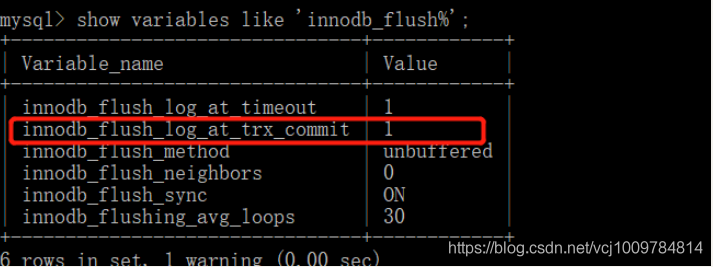 mysql> show variables like 'innodb_flush%';
Variable_name | Value
innodb_flush_log_at_timeout | 1
innodb_flush_log_at_trx_commit | 1
innodb_flush_method | unbuffered
innodb_flush_neighbors | 0
innodb_flush_sync | ON
innodb_flushing_avg_loops | 30
6 rows in set, 1 warning (0.00 sec)
https://blog.csdn.net/vcj1009784814